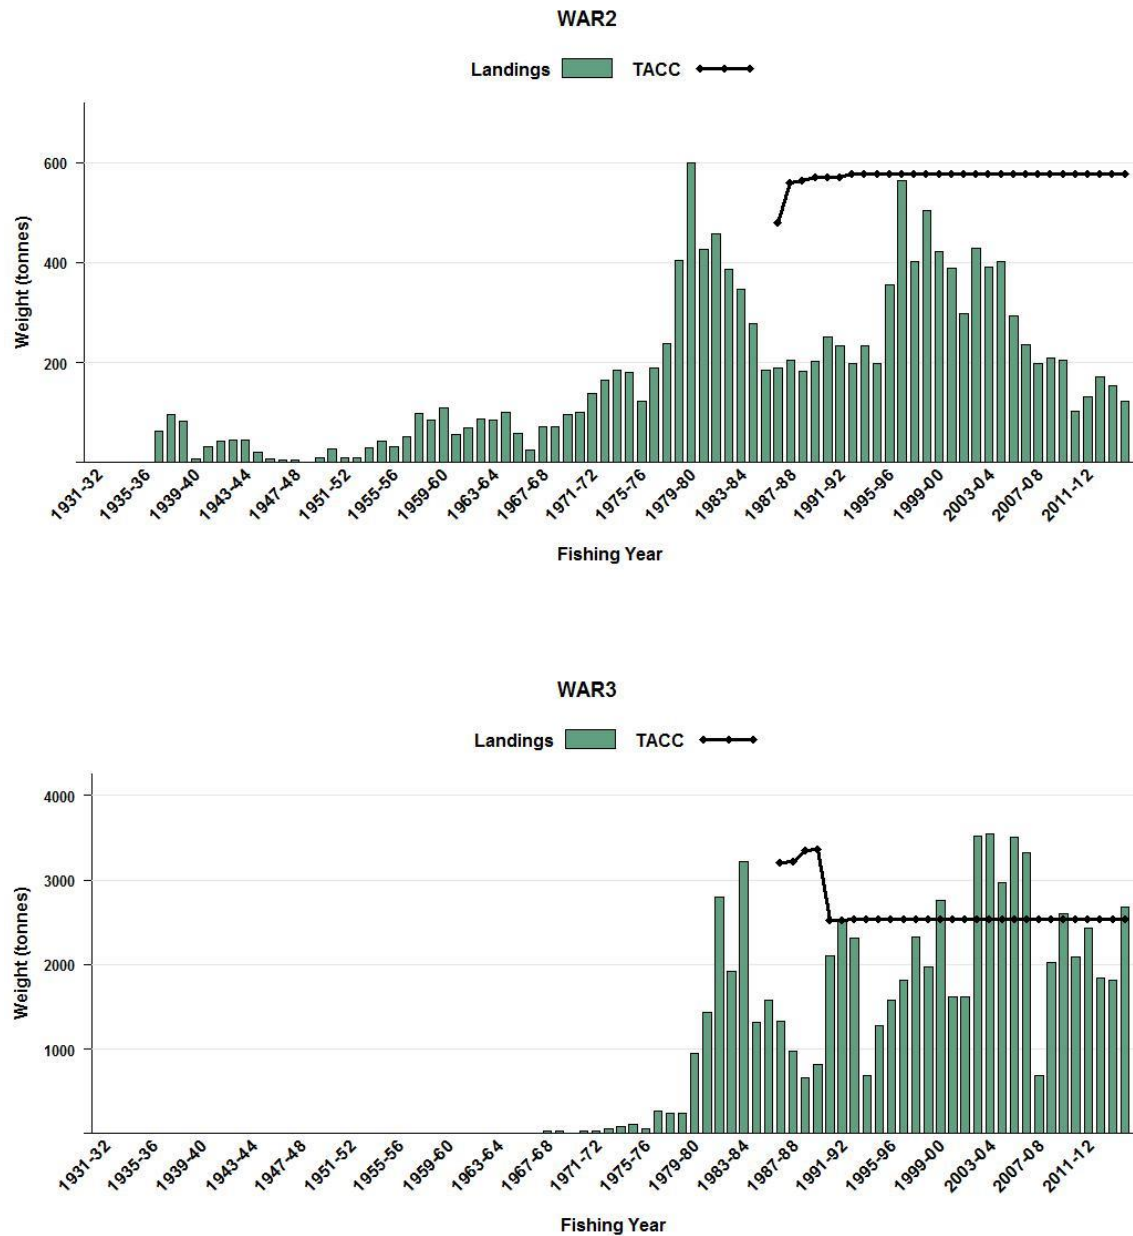 WAR2
Landings TACC
600
400
200
Weight (tonnes)
1931-32 1935-36 1939-40 1943-44 1947-48 1951-52 1955-56 1959-60 1963-64 1967-68 1971-72 1975-76 1979-80 1983-84 1987-88 1991-92 1995-96 1999-00 2003-04 2007-08 2011-12
Fishing Year
WAR3
Landings TACC
4000
3000
2000
1000
Weight (tonnes)
1931-32 1935-36 1939-40 1943-44 1947-48 1951-52 1955-56 1959-60 1963-64 1967-68 1971-72 1975-76 1979-80 1983-84 1987-88 1991-92 1995-96 1999-00 2003-04 2007-08 2011-12
Fishing Year